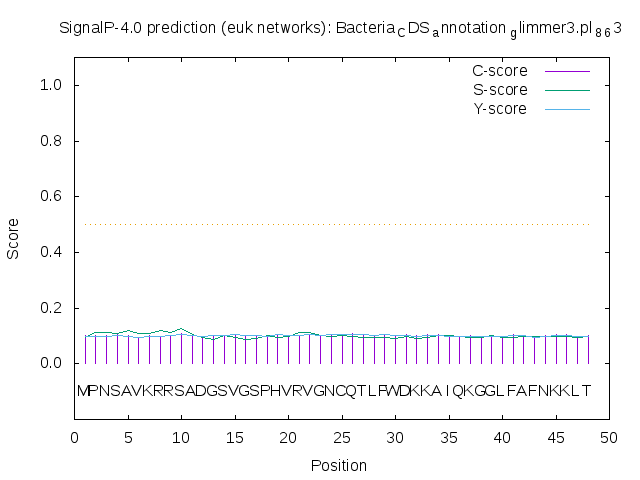 SignalP-4.0 prediction (euk networks): Bacteria_CDS_annotation_glimmer3.pl_863
C-score
S-score
Y-score
1.0
0.8
0.6
0.4
0.2
0.0
Score
MPNSAVKRRSADGSVGSPHVRVGNCQTLFWDKKAIQKGGLFAFNKKLT
0 5 10 15 20 25 30 35 40 45 50
Position